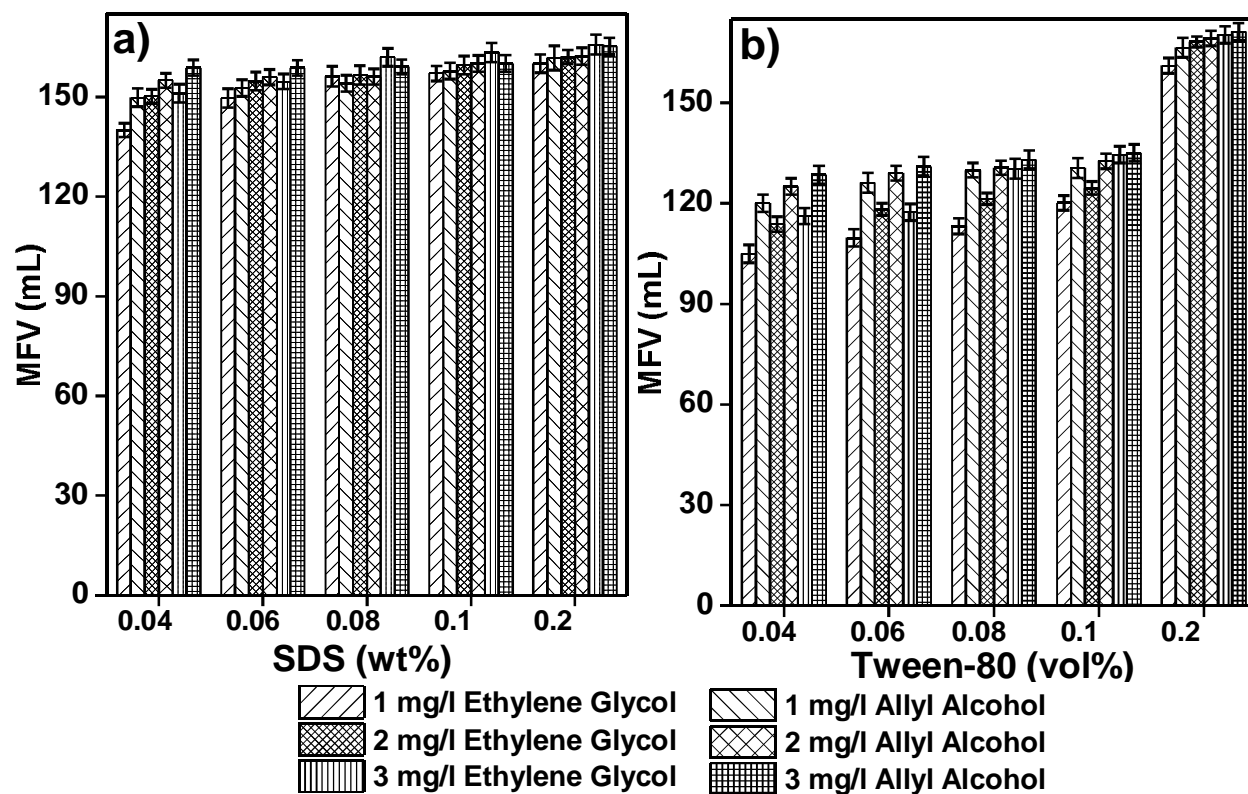 a)
150
120
90
60
30
0
MFV (mL)
0.04 0.06 0.08 0.1 0.2
SDS (wt%)
b)
150
120
90
60
30
0
MFV (mL)
0.04 0.06 0.08 0.1 0.2
Tween-80 (vol%)
1 mg/l Ethylene Glycol
1 mg/l Allyl Alcohol
2 mg/l Ethylene Glycol
2 mg/l Allyl Alcohol
3 mg/l Ethylene Glycol
3 mg/l Allyl Alcohol